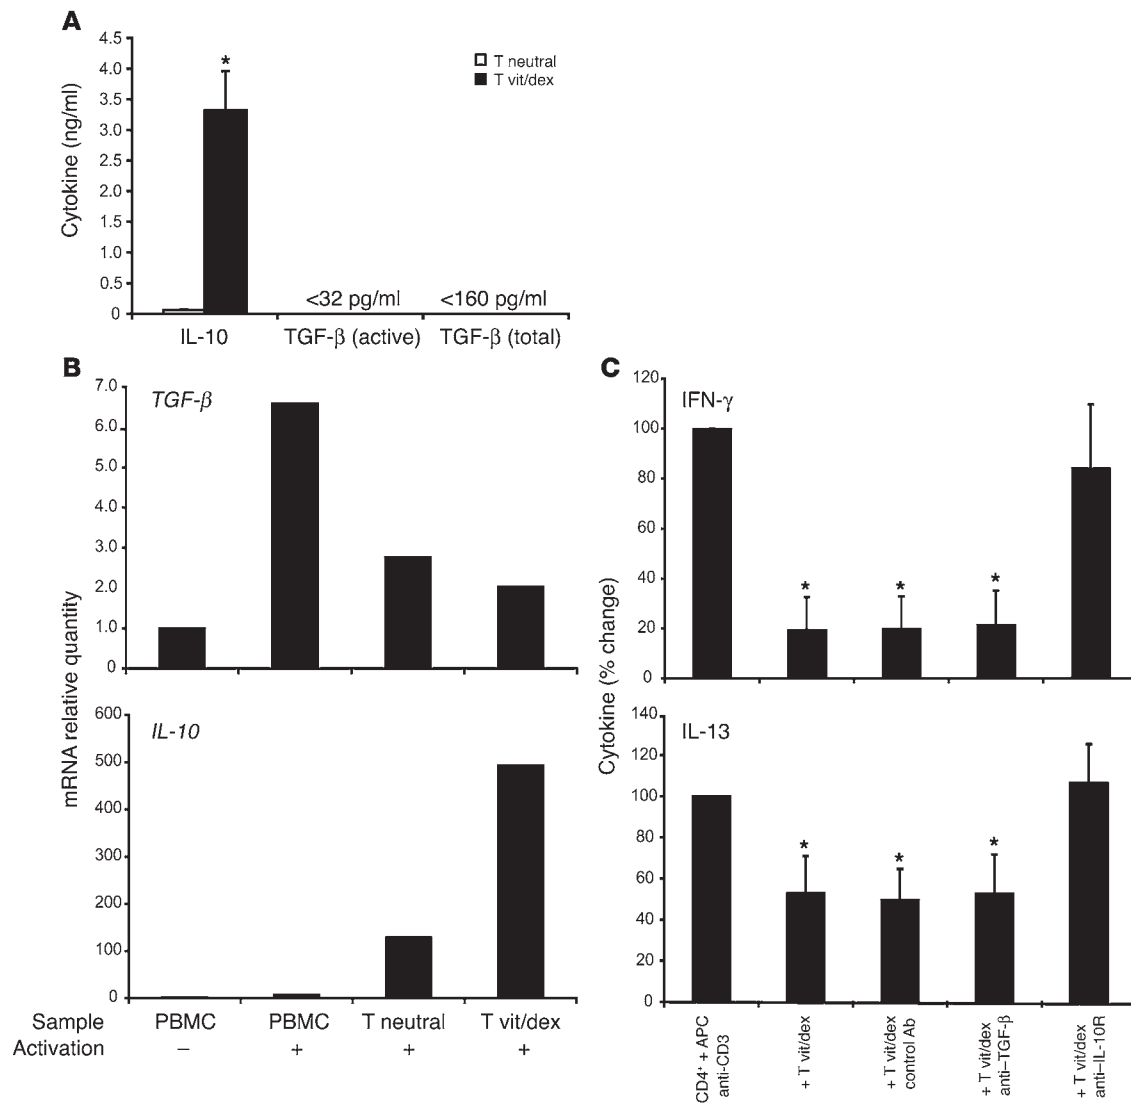 A
4.5
4.0
3.5
3.0
2.5
2.0
1.5
1.0
0.5
0
Cytokine (ng/ml)
*
T neutral
T vit/dex
<32 pg/ml
<160 pg/ml
IL-10
TGF-β (active)
TGF-β (total)
B
7.0
6.0
5.0
4.0
3.0
2.0
1.0
0
TGF-β
mRNA relative quantity
600
500
400
300
200
100
0
IL-10
Sample PBMC PBMC T neutral T vit/dex
Activation – + + +
C
120
100
80
60
40
20
0
IFN-γ
* * *
Cytokine (% change)
140
120
100
80
60
40
20
0
IL-13
* * *
CD4⁺ + APC
anti-CD3
+ T vit/dex
+ T vit/dex
control Ab
+ T vit/dex
anti–TGF-β
+ T vit/dex
anti–IL-10R